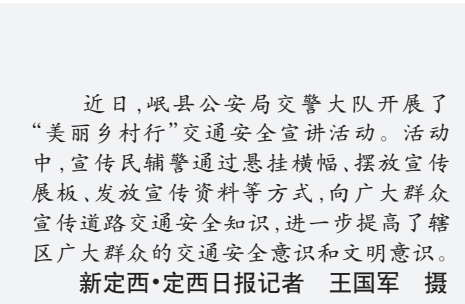 近日,岷县公安局交警大队开展了
“美丽乡村行”交通安全宣讲活动。活动
中,宣传民辅警通过悬挂横幅、摆放宣传
展板、发放宣传资料等方式,向广大群众
宣传道路交通安全知识,进一步提高了辖
区广大群众的交通安全意识和文明意识。
新定西·定西日报记者 王国军 摄